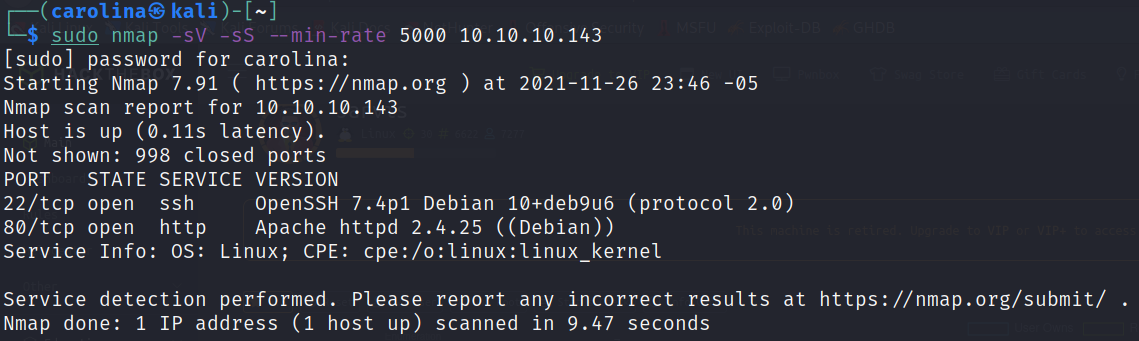 ┌──(carolina㉿kali)-[~]
└─$ sudo nmap -sV -sS --min-rate 5000 10.10.10.143
[sudo] password for carolina:
Starting Nmap 7.91 ( https://nmap.org ) at 2021-11-26 23:46 -05
Nmap scan report for 10.10.10.143
Host is up (0.11s latency).
Not shown: 998 closed ports
PORT   STATE SERVICE VERSION
22/tcp open  ssh     OpenSSH 7.4p1 Debian 10+deb9u6 (protocol 2.0)
80/tcp open  http    Apache httpd 2.4.25 ((Debian))
Service Info: OS: Linux; CPE: cpe:/o:linux:linux_kernel
Service detection performed. Please report any incorrect results at https://nmap.org/submit/ .
Nmap done: 1 IP address (1 host up) scanned in 9.47 seconds